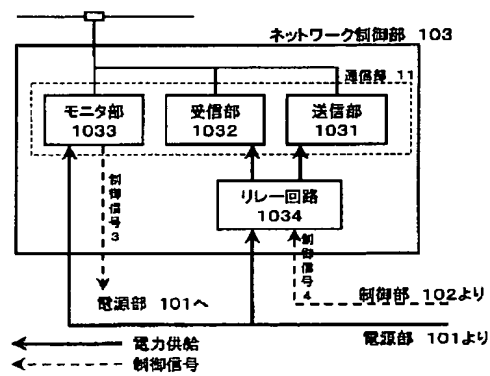 ネットワーク制御部 103
通信部 11
モニタ部
1033
受信部
1032
送信部
1031
リレー回路
1034
制御信号3
制御信号4
電源部 101へ
制御部 102より
電源部 101より
電力供給
制御信号